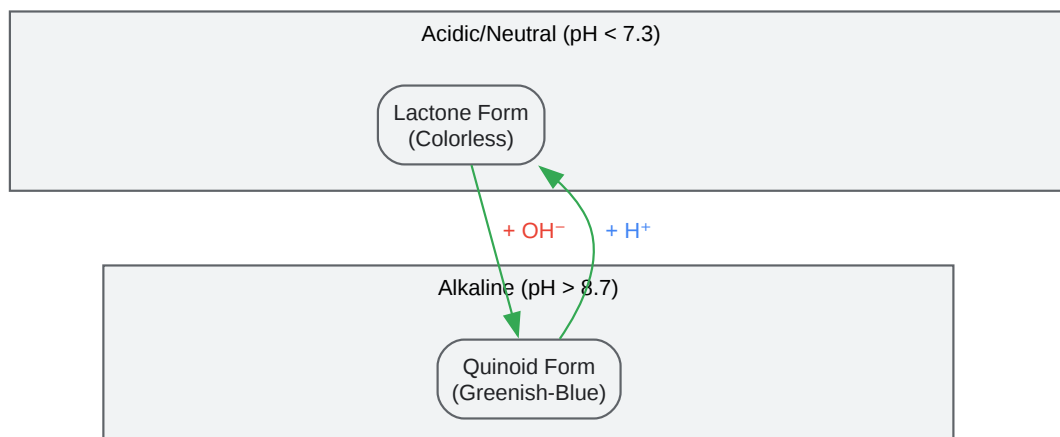 Acidic/Neutral (pH < 7.3)
Lactone Form
(Colorless)
+ OH⁻
+ H⁺
Alkaline (pH > 8.7)
Quinoid Form
(Greenish-Blue)